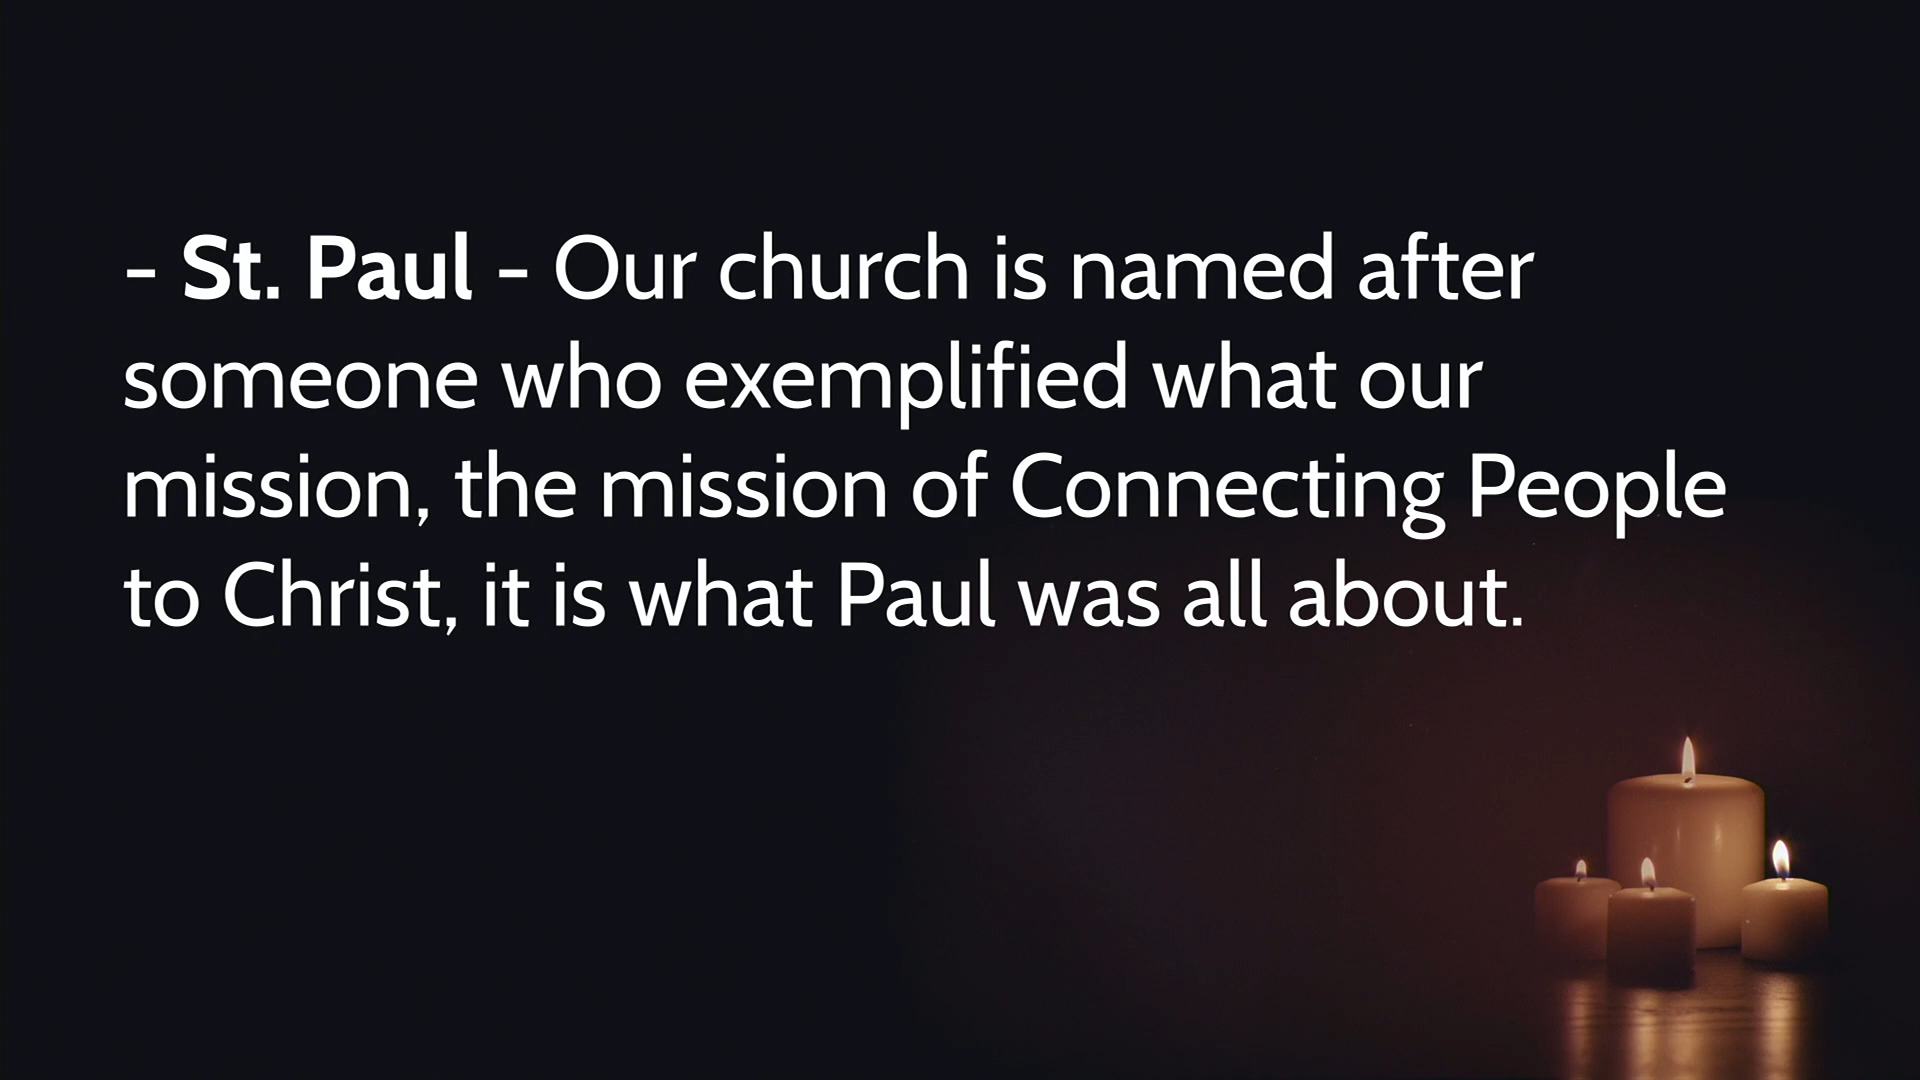 - St. Paul - Our church is named after
someone who exemplified what our
mission, the mission of Connecting People
to Christ, it is what Paul was all about.